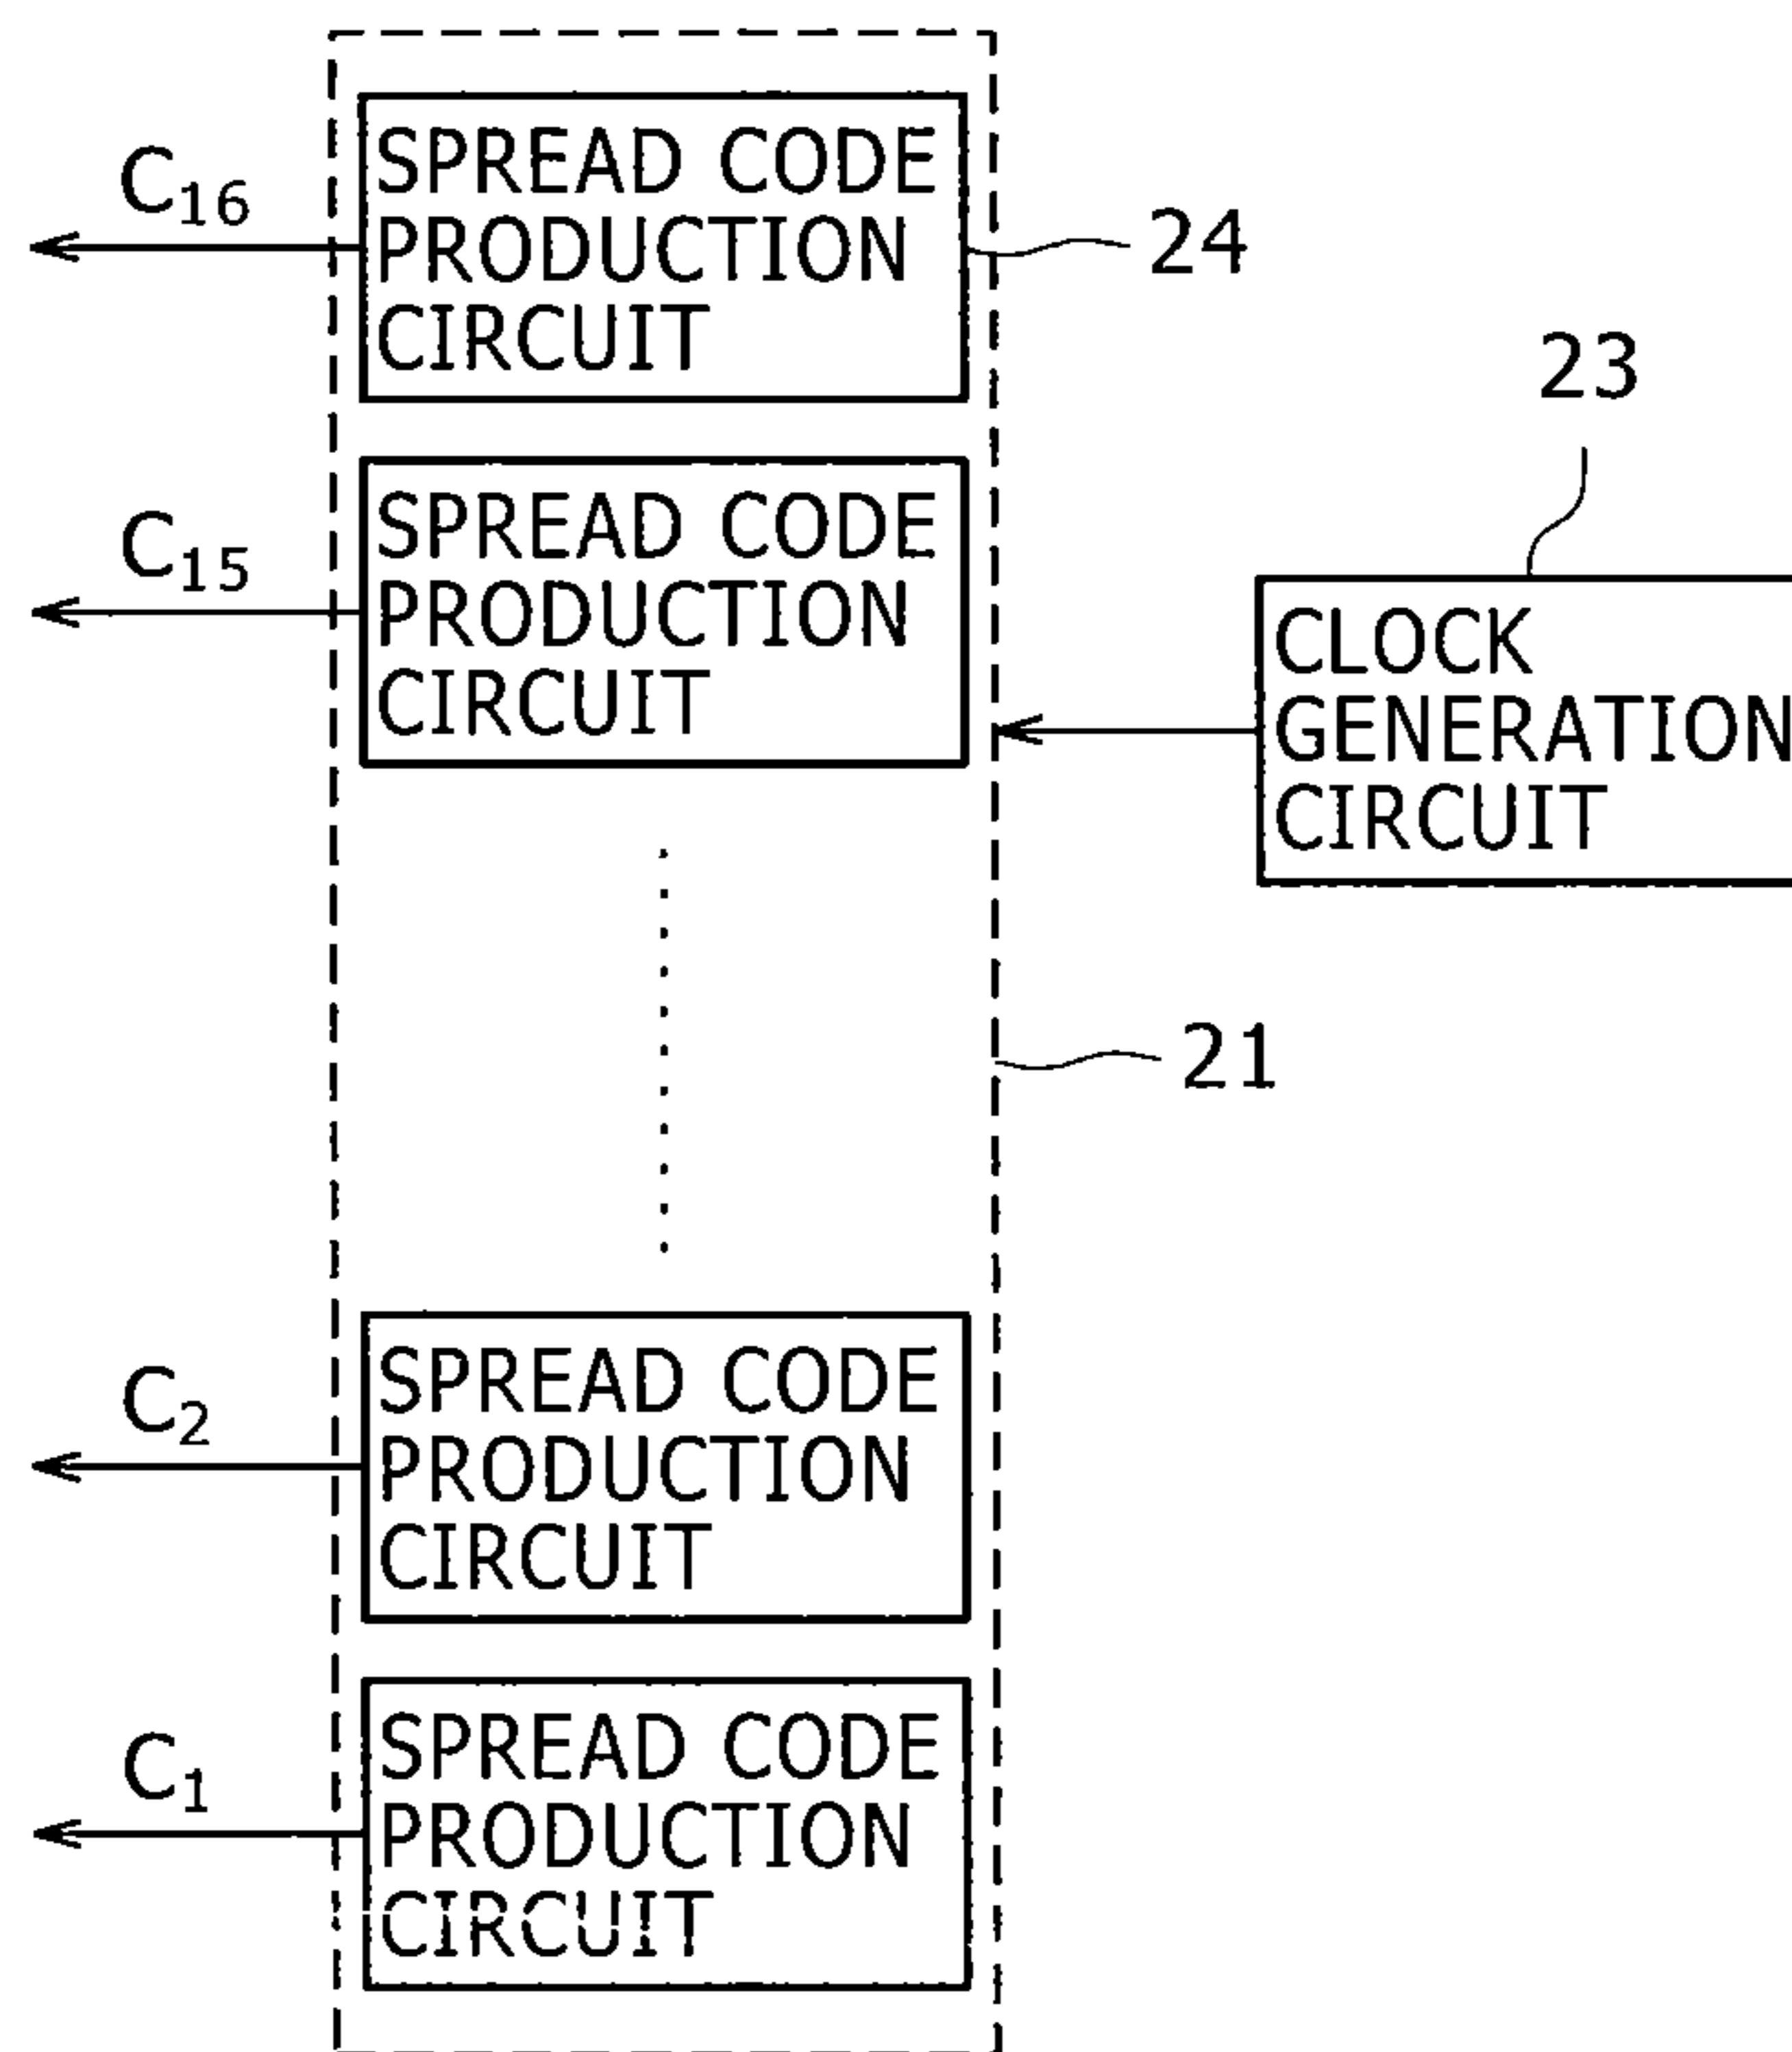 C16
SPREAD CODE
PRODUCTION
CIRCUIT
24
23
C15
SPREAD CODE
PRODUCTION
CIRCUIT
CLOCK
GENERATION
CIRCUIT
21
C2
SPREAD CODE
PRODUCTION
CIRCUIT
C1
SPREAD CODE
PRODUCTION
CIRCUIT